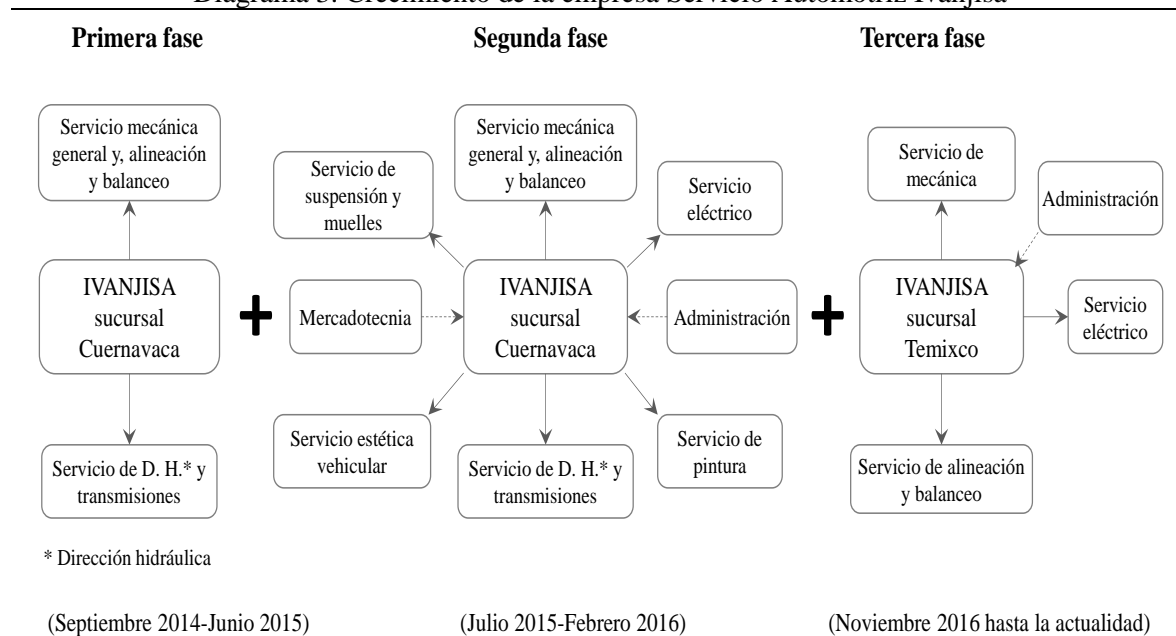 Diagrama 3. Crecimiento de la empresa Servicio Automotriz Ivanjisa
Primera fase
Segunda fase
Tercera fase
Servicio mecánica
general y, alineación
y balanceo
IVANJISA
sucursal
Cuernavaca
Servicio de D. H.* y
transmisiones
Servicio de
suspensión y
muelles
Servicio mecánica
general y, alineación
y balanceo
Servicio
eléctrico
Mercadotecnia
IVANJISA
sucursal
Cuernavaca
Administración
Servicio estética
vehicular
Servicio de D. H.* y
transmisiones
Servicio de
pintura
Servicio de
mecánica
Administración
IVANJISA
sucursal
Temixco
Servicio
eléctrico
Servicio de alineación
y balanceo
* Dirección hidráulica
(Septiembre 2014-Junio 2015)
(Julio 2015-Febrero 2016)
(Noviembre 2016 hasta la actualidad)